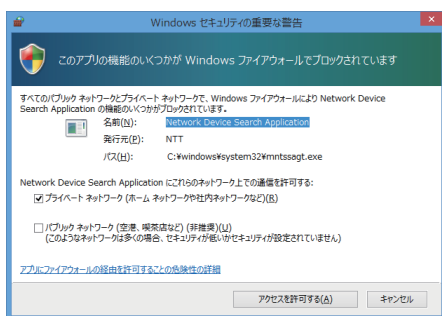 Windows セキュリティの重要な警告
このアプリの機能のいくつかが Windows ファイアウォールでブロックされています
すべてのパブリック ネットワークとプライベート ネットワークで、Windows ファイアウォールにより Network Device
Search Application の機能のいくつかがブロックされています。
名前(N): Network Device Search Application
発行元(P): NTT
パス(H): C:¥windows¥system32¥mntssagt.exe
Network Device Search Application にこれらのネットワーク上での通信を許可する:
プライベート ネットワーク (ホーム ネットワークや社内ネットワークなど)(R)
パブリック ネットワーク (空港、喫茶店など) (非推奨)(U)
(このようなネットワークは多くの場合、セキュリティが低いかセキュリティが設定されていません)
アプリにファイアウォールの経由を許可することの危険性の詳細
アクセスを許可する(A) キャンセル